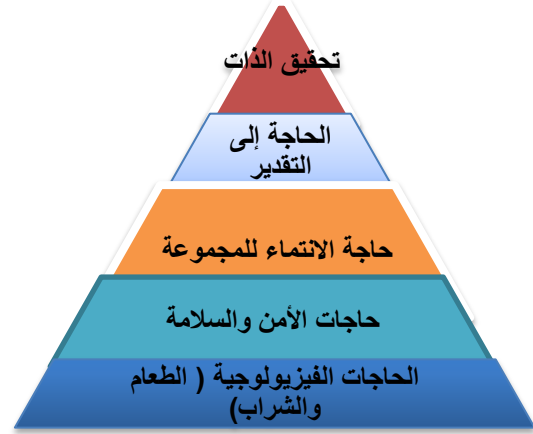 تحقيق الذات
الحاجة إلى
التقدير
حاجة الانتماء للمجموعة
حاجات الأمن والسلامة
الحاجات الفيزيولوجية ( الطعام
والشراب)